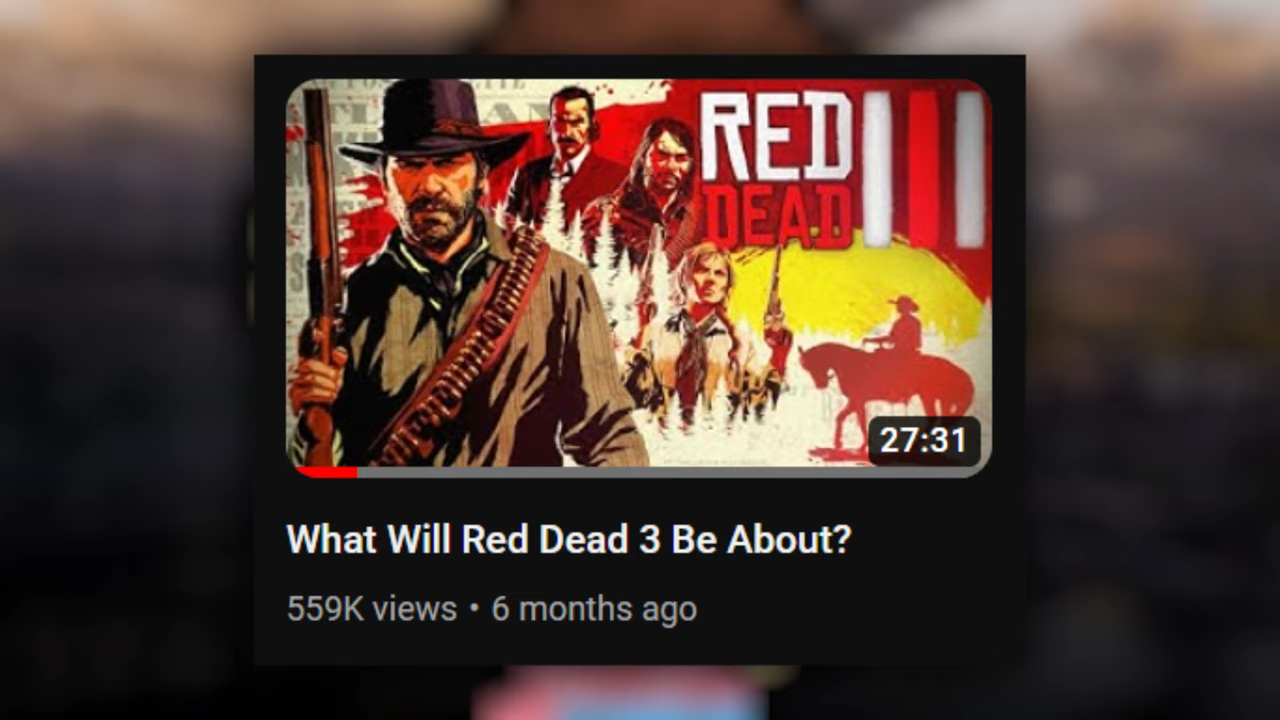 RED
DEAD
27:31
What Will Red Dead 3 Be About?
559K views • 6 months ago